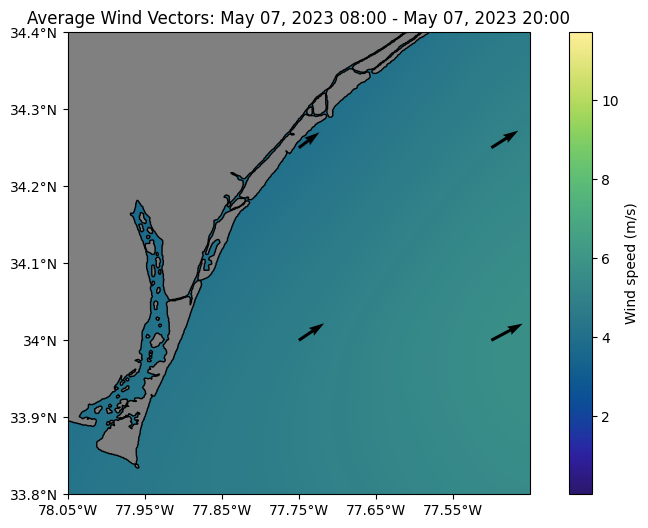 Average Wind Vectors: May 07, 2023 08:00 - May 07, 2023 20:00
34.4°N
34.3°N
34.2°N
34.1°N
34°N
33.9°N
33.8°N
78.05°W
77.95°W
77.85°W
77.75°W
77.65°W
77.55°W
10
8
6
4
2
Wind speed (m/s)